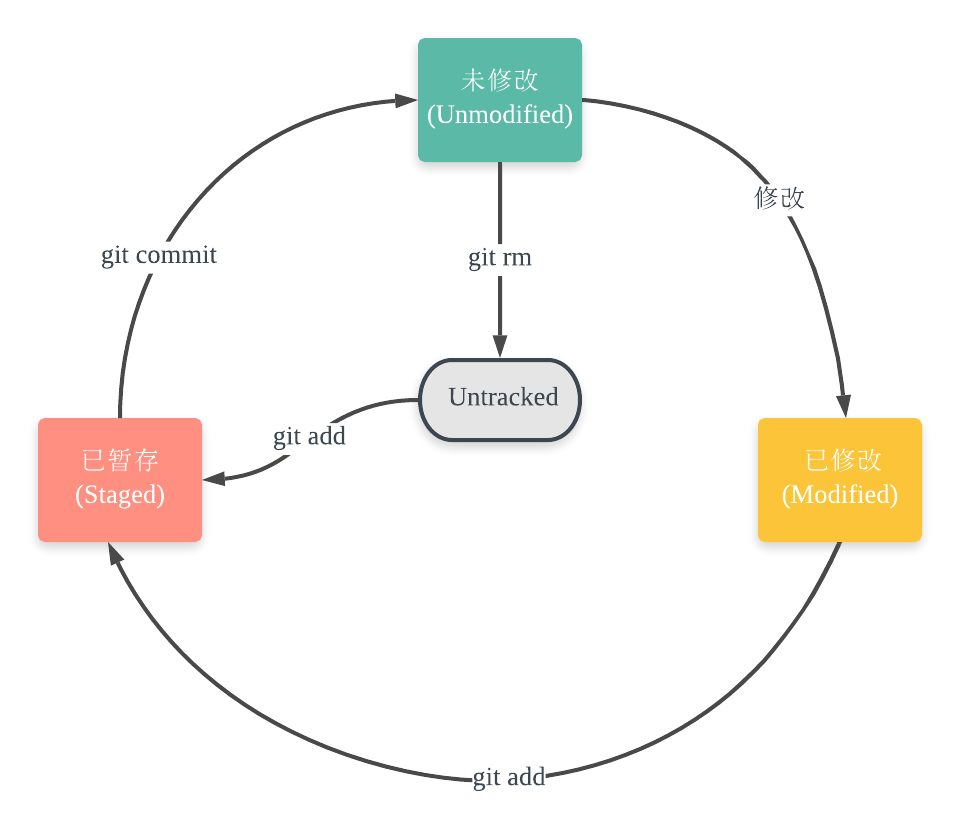 未修改
(Unmodified)
修改
git commit
git rm
Untracked
git add
已暂存
(Staged)
已修改
(Modified)
git add